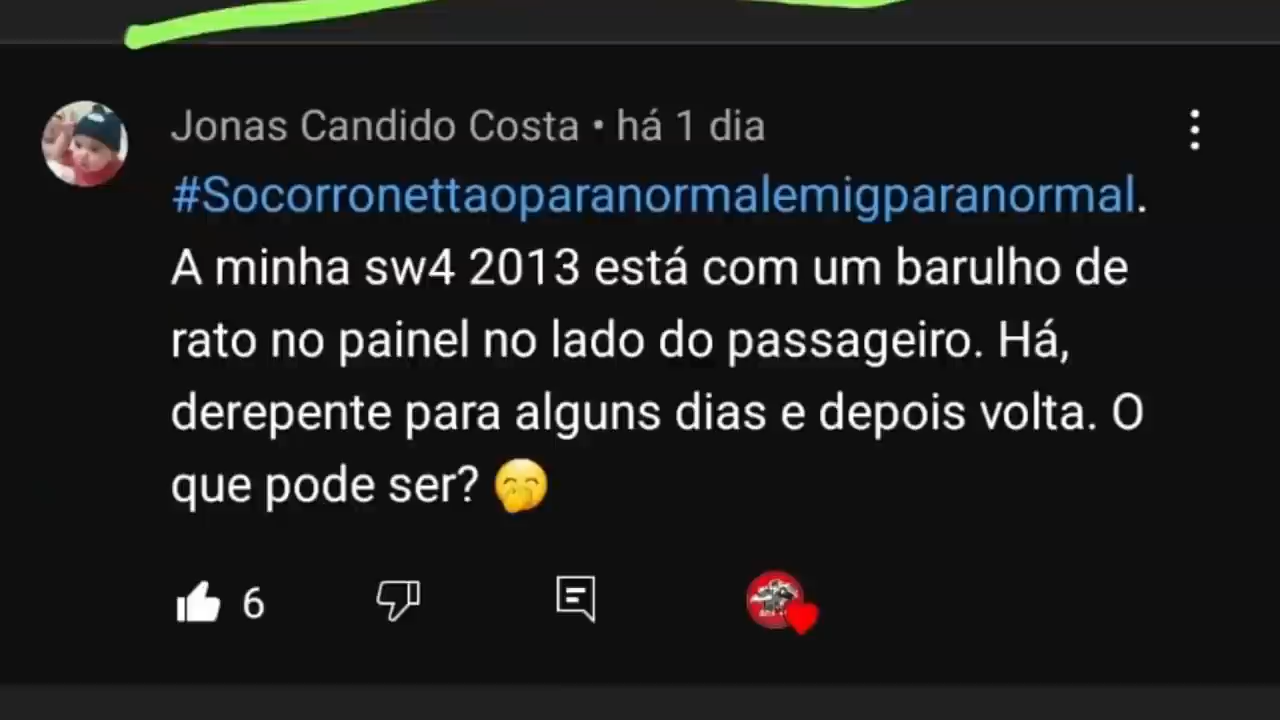 Jonas Candido Costa • há 1 dia
#Socorronettaoparanormalemigparanormal.
A minha sw4 2013 está com um barulho de
rato no painel no lado do passageiro. Há,
derepente para alguns dias e depois volta. O
que pode ser? 🤭
6